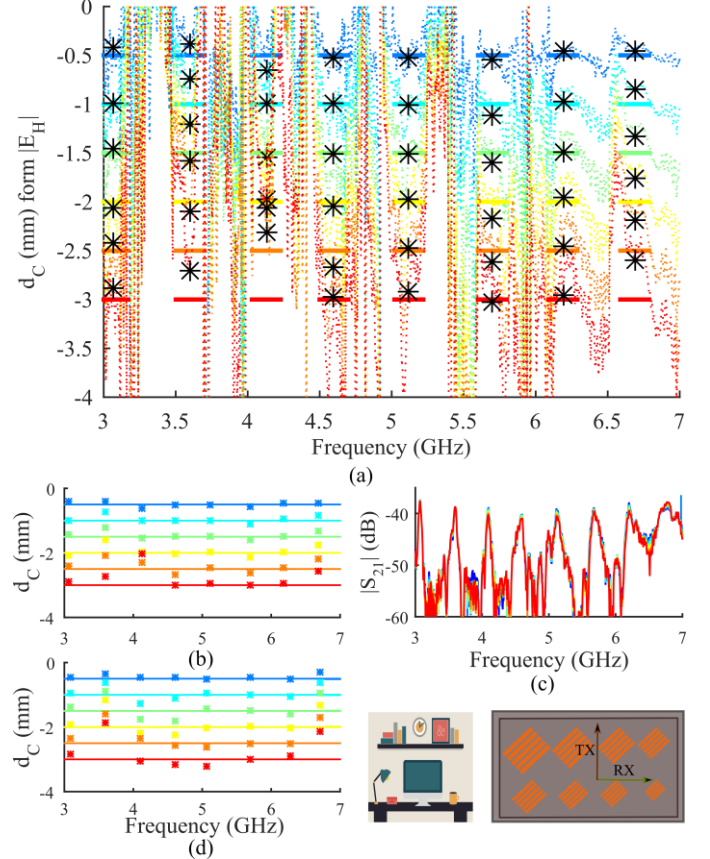 0
-0.5
-1
-1.5
-2
-2.5
-3
-3.5
-4
d_C (mm) form |E_H|
3 3.5 4 4.5 5 5.5 6 6.5 7
Frequency (GHz)
(a)
0
-2
-4
d_C (mm)
3 4 5 6 7
(b)
-40
-50
-60
|S_21| (dB)
3 4 5 6 7
Frequency (GHz)
(c)
0
-2
-4
d_C (mm)
3 4 5 6 7
Frequency (GHz)
(d)
&
TX
RX